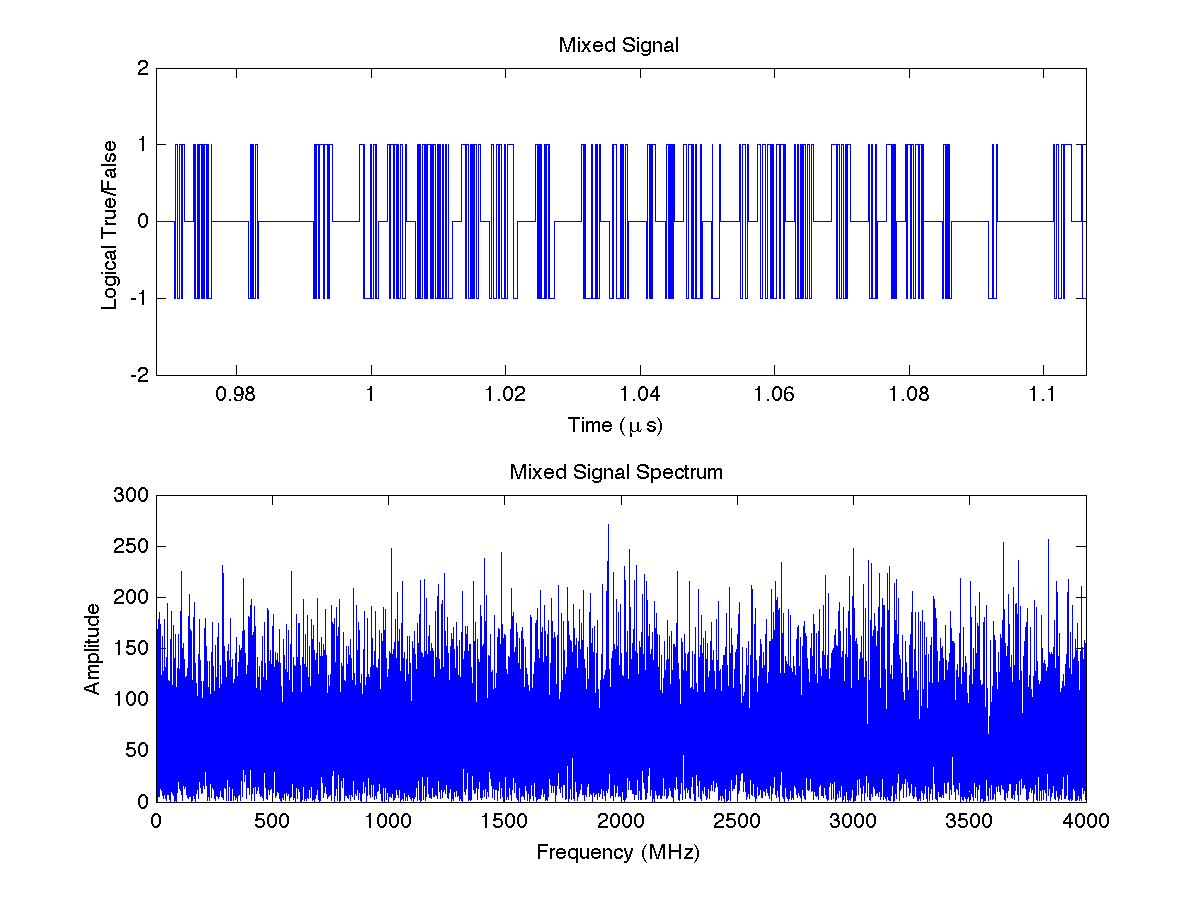 Mixed Signal
2
1
0
-1
-2
Logical True/False
0.98 1 1.02 1.04 1.06 1.08 1.1
Time (μ s)
Mixed Signal Spectrum
300
250
200
150
100
50
0
Amplitude
0 500 1000 1500 2000 2500 3000 3500 4000
Frequency (MHz)